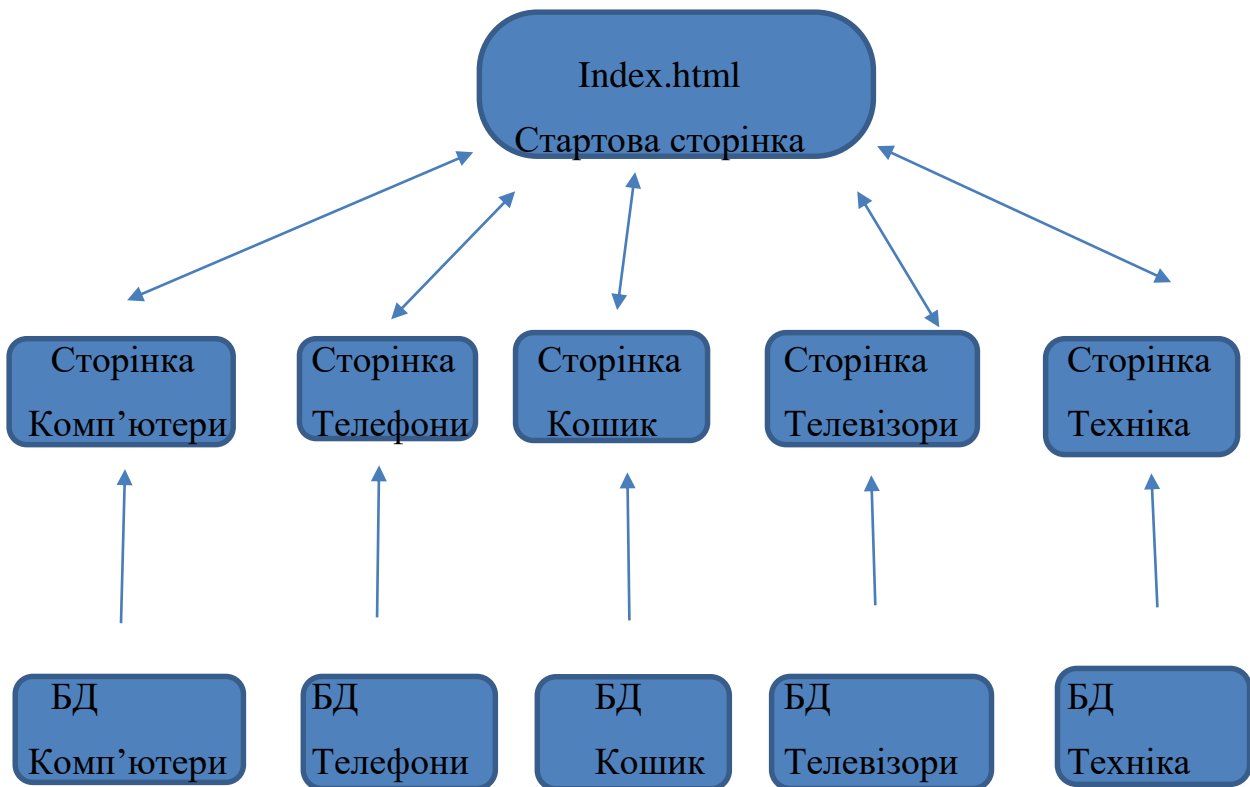 Index.html
Стартова сторінка
Сторінка
Комп’ютери
Сторінка
Телефони
Сторінка
Кошик
Сторінка
Телевізори
Сторінка
Техніка
БД
Комп’ютери
БД
Телефони
БД
Кошик
БД
Телевізори
БД
Техніка